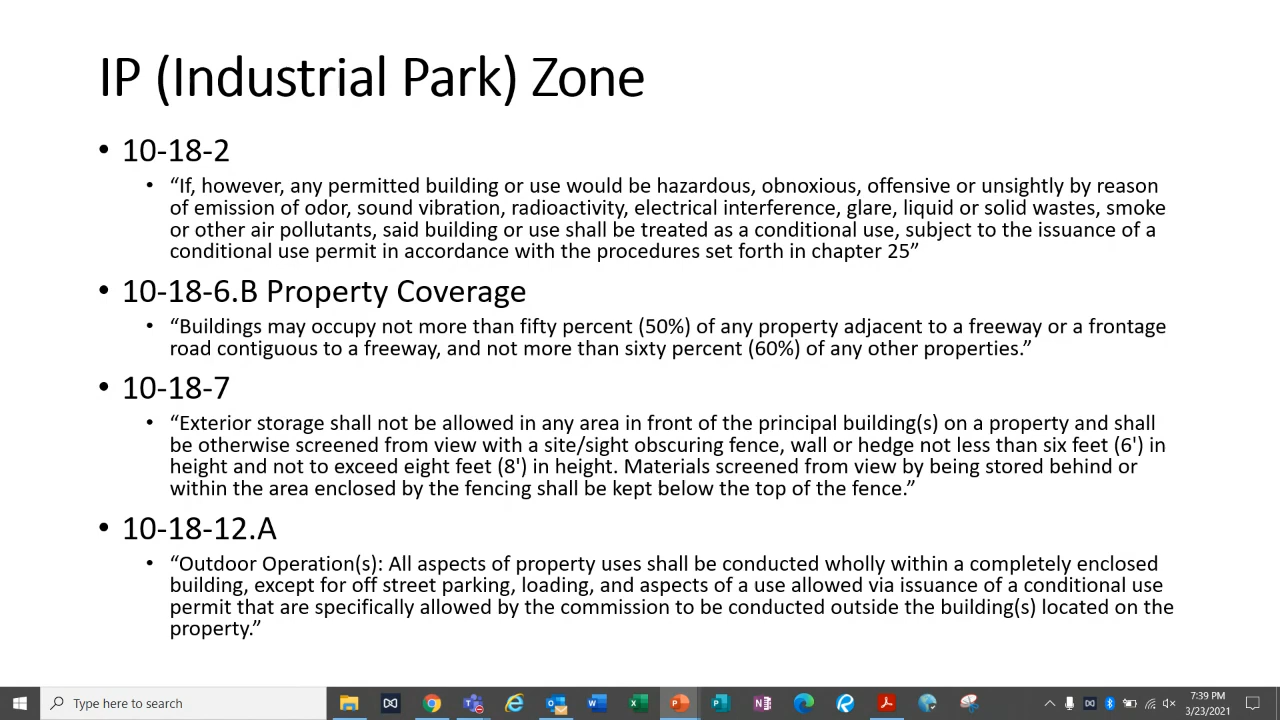 IP (Industrial Park) Zone
• 10-18-2
• “If, however, any permitted building or use would be hazardous, obnoxious, offensive or unsightly by reason
of emission of odor, sound vibration, radioactivity, electrical interference, glare, liquid or solid wastes, smoke
or other air pollutants, said building or use shall be treated as a conditional use, subject to the issuance of a
conditional use permit in accordance with the procedures set forth in chapter 25”
• 10-18-6.B Property Coverage
• “Buildings may occupy not more than fifty percent (50%) of any property adjacent to a freeway or a frontage
road contiguous to a freeway, and not more than sixty percent (60%) of any other properties.”
• 10-18-7
• “Exterior storage shall not be allowed in any area in front of the principal building(s) on a property and shall
be otherwise screened from view with a site/sight obscuring fence, wall or hedge not less than six feet (6') in
height and not to exceed eight feet (8') in height. Materials screened from view by being stored behind or
within the area enclosed by the fencing shall be kept below the top of the fence.”
• 10-18-12.A
• “Outdoor Operation(s): All aspects of property uses shall be conducted wholly within a completely enclosed
building, except for off street parking, loading, and aspects of a use allowed via issuance of a conditional use
permit that are specifically allowed by the commission to be conducted outside the building(s) located on the
property.”
Type here to search
7:39 PM
3/23/2021